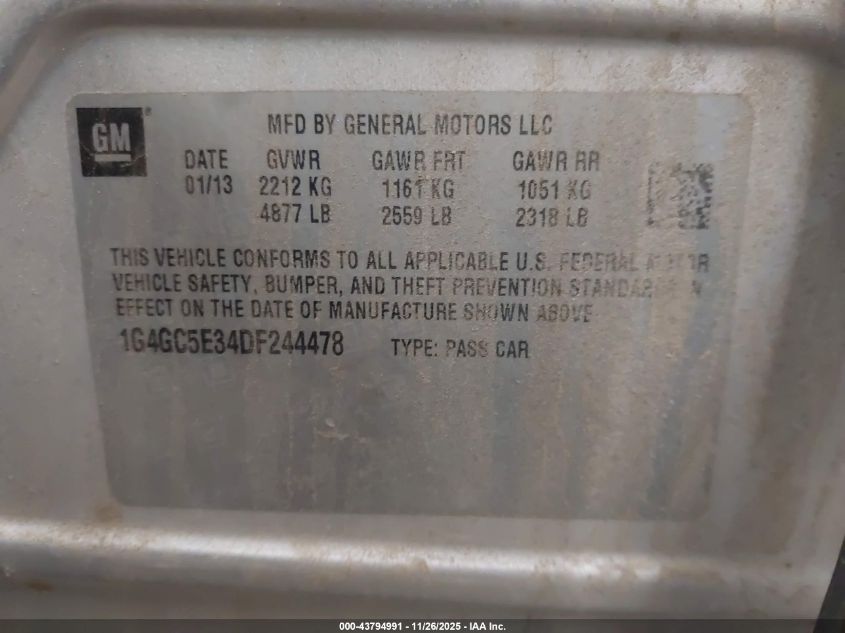 GM
MFD BY GENERAL MOTORS LLC
DATE GVWR GAWR FRT GAWR RR
01/13 2212 KG 1161 KG 1051 KG
4877 LB 2559 LB 2318 LB
THIS VEHICLE CONFORMS TO ALL APPLICABLE U.S. FEDERAL MOTOR
VEHICLE SAFETY, BUMPER, AND THEFT PREVENTION STANDARDS IN
EFFECT ON THE DATE OF MANUFACTURE SHOWN ABOVE
1G4GC5E34DF244478 TYPE: PASS CAR
000-43794991 - 11/26/2025 - IAA Inc.